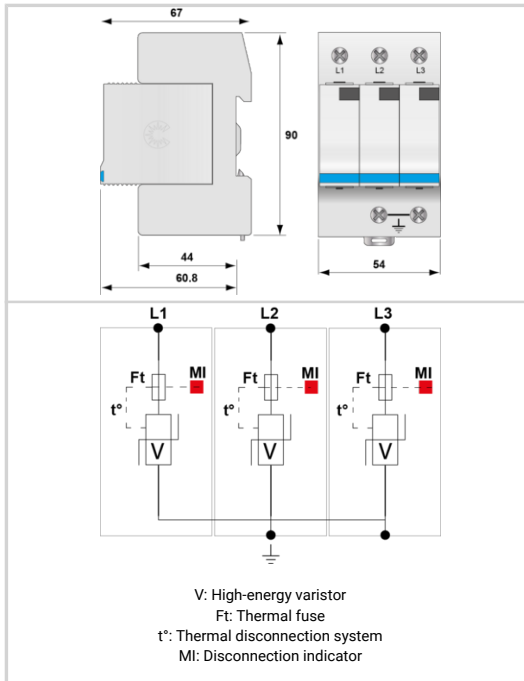 67
L1 L2 L3
90
44
60.8
54
L1 L2 L3
Ft MI Ft MI Ft MI
t° t° t°
V V V
V: High-energy varistor
Ft: Thermal fuse
t°: Thermal disconnection system
MI: Disconnection indicator